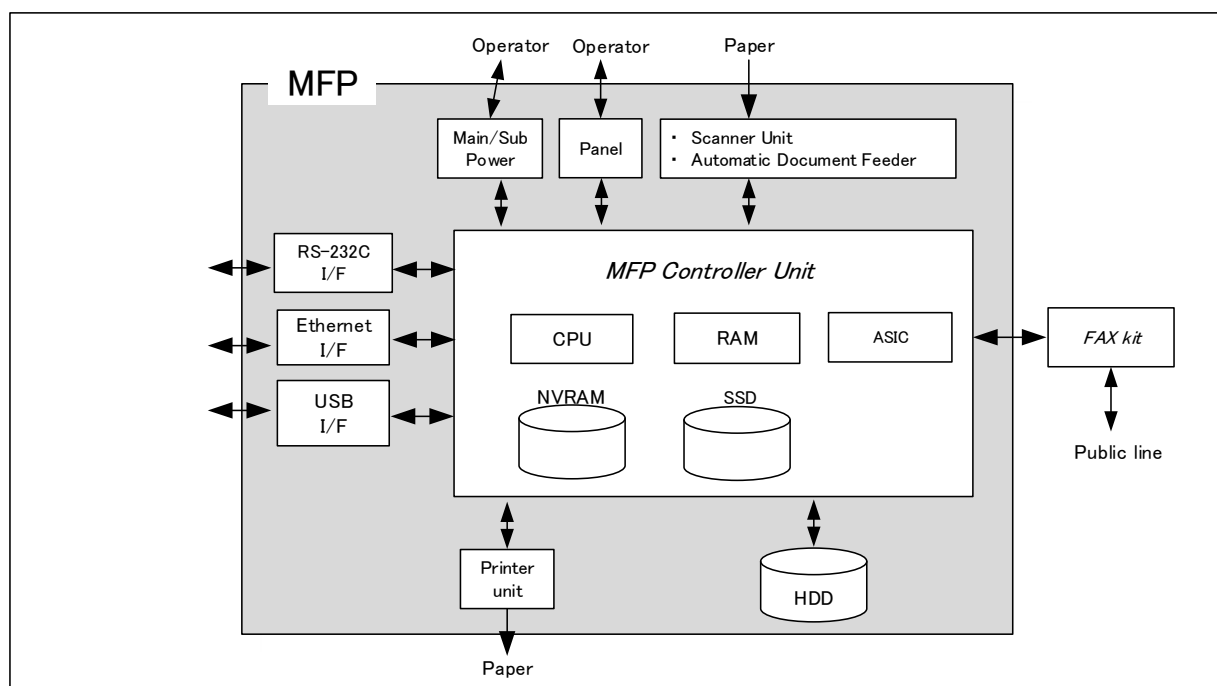 Operator
Operator
Paper
MFP
Main/Sub
Power
Panel
・ Scanner Unit
・ Automatic Document Feeder
RS-232C
I/F
MFP Controller Unit
Ethernet
I/F
CPU
RAM
ASIC
FAX kit
USB
I/F
NVRAM
SSD
Public line
Printer
unit
HDD
Paper